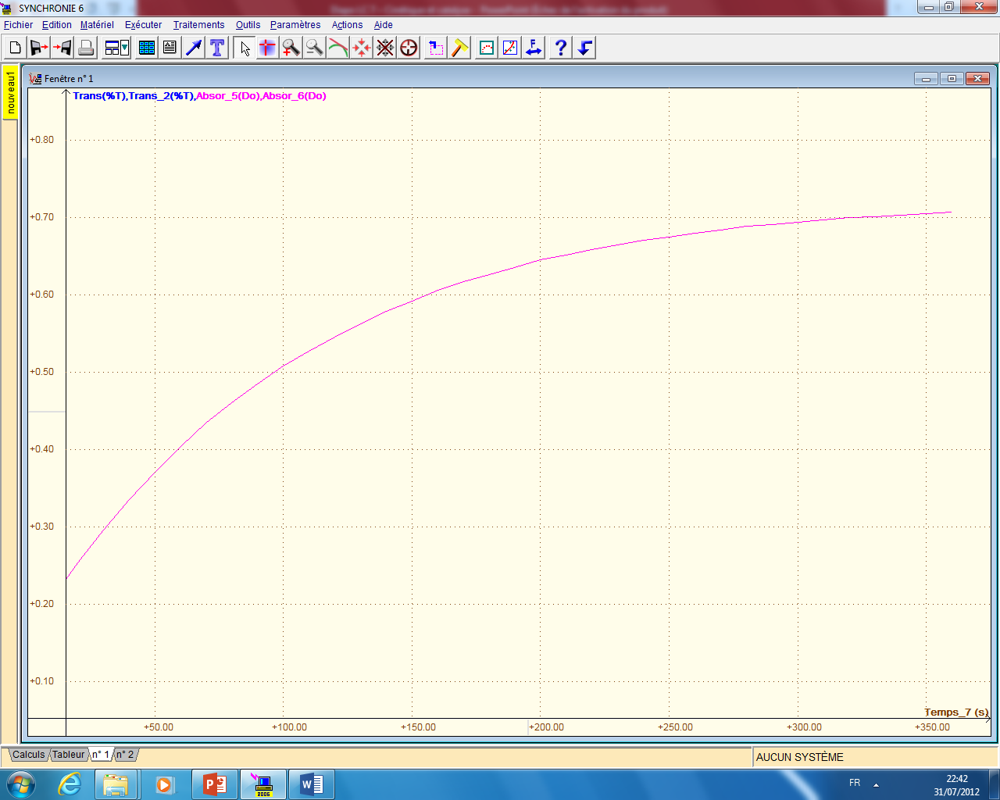 SYNCHRONIE 6
Fichier Edition Matériel Exécuter Traitements Outils Paramètres Actions Aide
nouveau1
Fenêtre n° 1
Trans(%T),Trans_2(%T),Absor_5(Do),Absor_6(Do)
+0.80
+0.70
+0.60
+0.50
+0.40
+0.30
+0.20
+0.10
Temps_7 (s)
+50.00 +100.00 +150.00 +200.00 +250.00 +300.00 +350.00
Calculs Tableur n° 1 n° 2
AUCUN SYSTÈME
2006
FR
22:42
31/07/2012